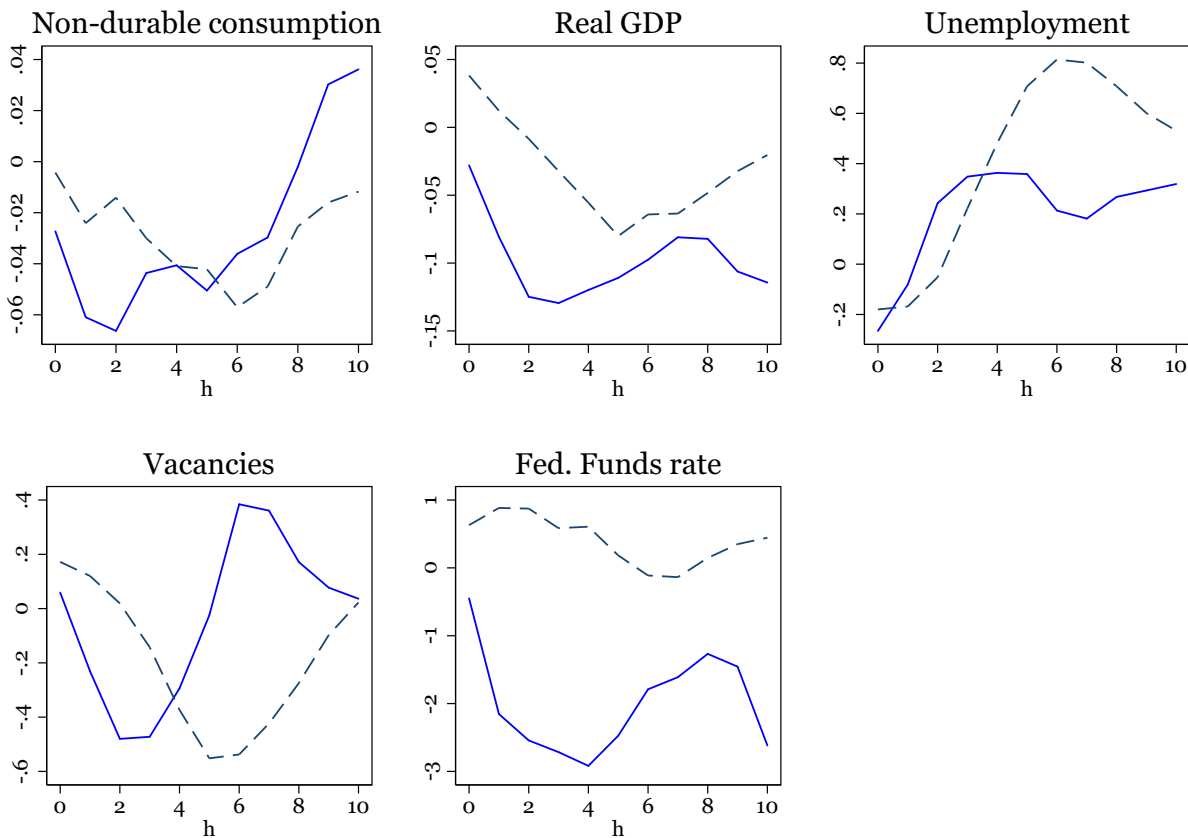 Non-durable consumption
.04
.02
0
-.02
-.04
-.06
0 2 4 6 8 10
h
Real GDP
.05
0
-.05
-.1
-.15
0 2 4 6 8 10
h
Unemployment
.8
.6
.4
.2
0
-.2
0 2 4 6 8 10
h
Vacancies
.4
.2
0
-.2
-.4
-.6
0 2 4 6 8 10
h
Fed. Funds rate
1
0
-1
-2
-3
0 2 4 6 8 10
h